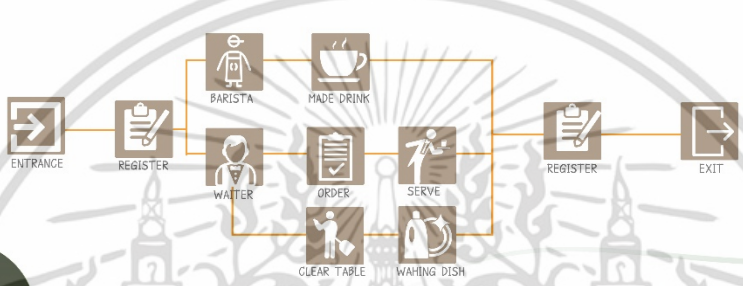 BARISTA
MADE DRINK
ENTRANCE
REGISTER
WAITER
ORDER
SERVE
REGISTER
EXIT
CLEAR TABLE
WAHING DISH